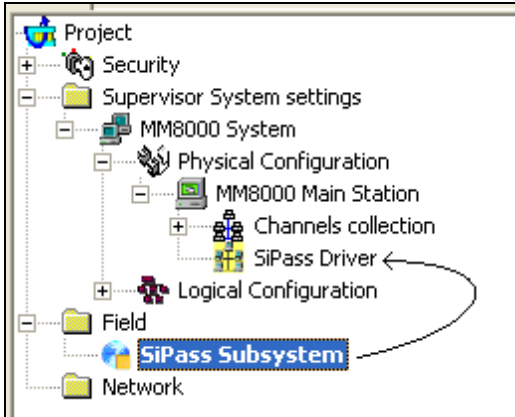 Project
Security
Supervisor System settings
MM8000 System
Physical Configuration
MM8000 Main Station
Channels collection
SiPass Driver
Logical Configuration
Field
SiPass Subsystem
Network